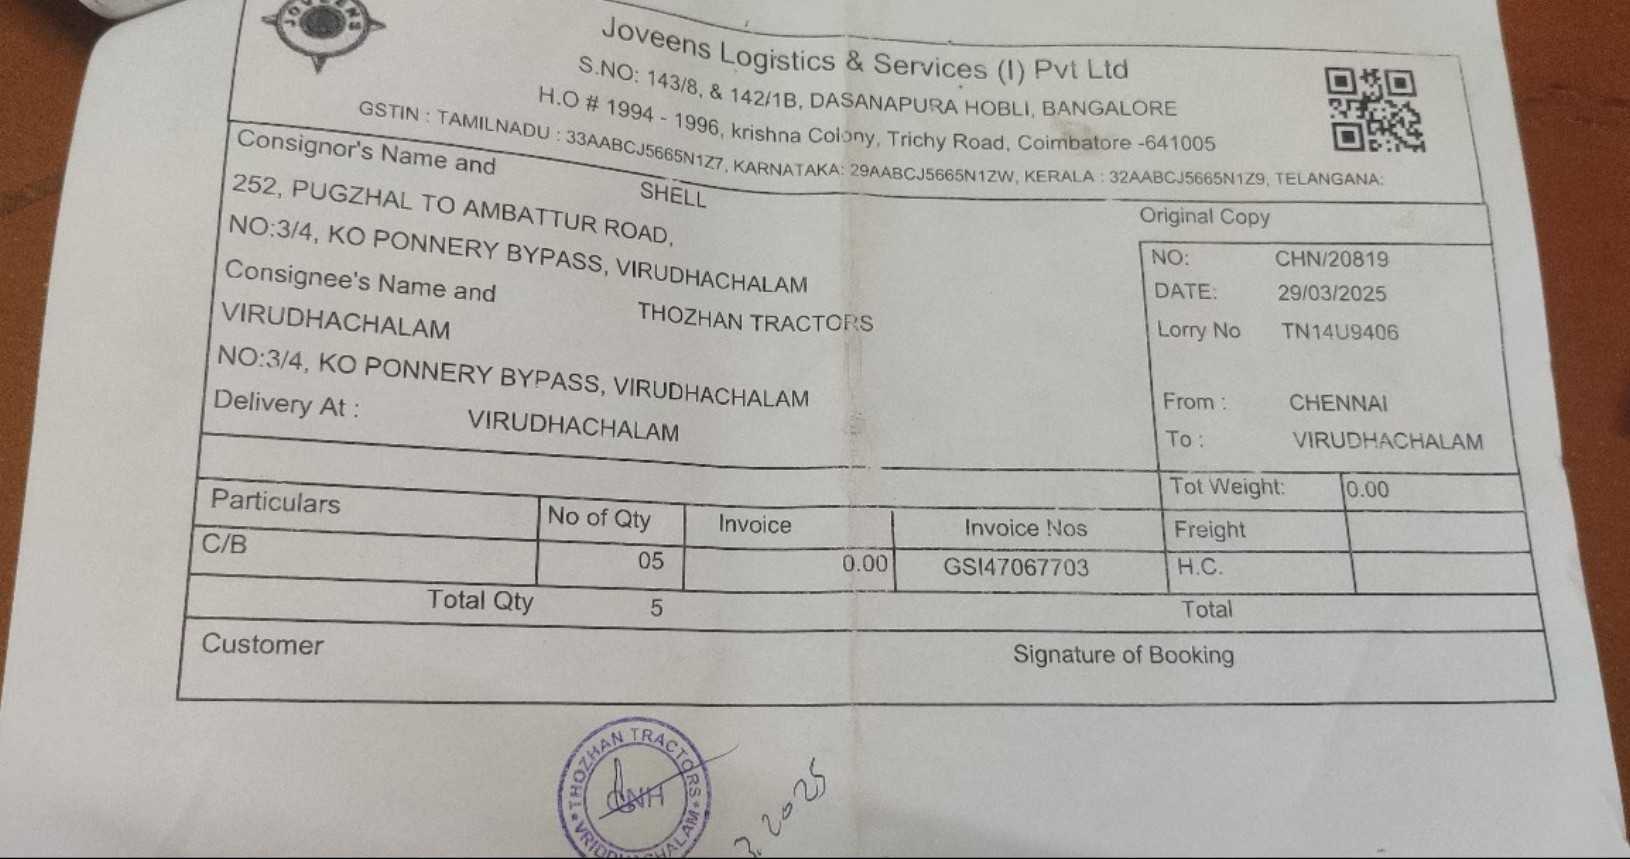 JOVEENS
Joveens Logistics & Services (I) Pvt Ltd
S.NO: 143/8, & 142/1B, DASANAPURA HOBLI, BANGALORE
H.O # 1994 - 1996, krishna Colony, Trichy Road, Coimbatore -641005
GSTIN : TAMILNADU : 33AABCJ5665N1Z7, KARNATAKA: 29AABCJ5665N1ZW, KERALA : 32AABCJ5665N1Z9, TELANGANA:
Consignor's Name and SHELL
252, PUGZHAL TO AMBATTUR ROAD,
NO:3/4, KO PONNERY BYPASS, VIRUDHACHALAM
Consignee's Name and THOZHAN TRACTORS
VIRUDHACHALAM
NO:3/4, KO PONNERY BYPASS, VIRUDHACHALAM
Delivery At : VIRUDHACHALAM
Original Copy
NO: CHN/20819
DATE: 29/03/2025
Lorry No TN14U9406
From : CHENNAI
To : VIRUDHACHALAM
Tot Weight: 0.00
Particulars No of Qty Invoice Invoice Nos Freight
C/B 05 0.00 GSI47067703 H.C.
Total Qty 5 Total
Customer Signature of Booking
THOZHAN TRACTORS
CNH
VRIDDHACHALAM
3.2025